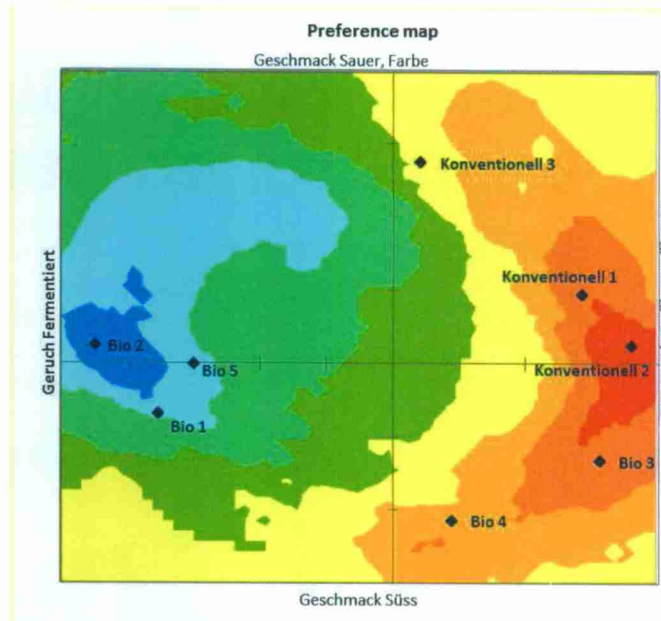 Preference map
Geschmack Sauer, Farbe
Konventionell 3
Konventionell 1
Geruch Fermentiert
Bio 2
Bio 5
Konventionell 2
Bio 1
Bio 3
Bio 4
Geschmack Süss